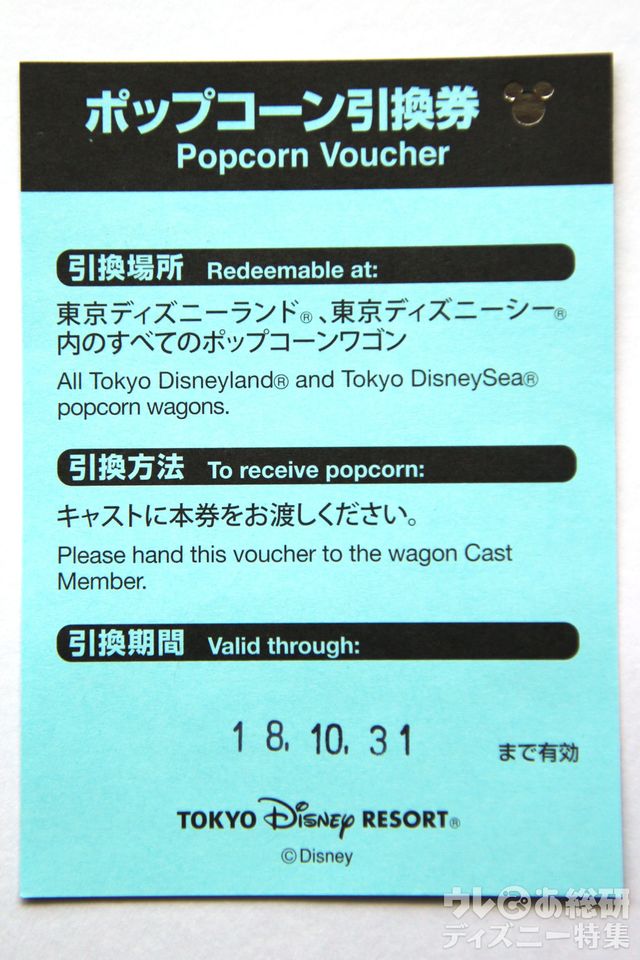 ポップコーン引換券
Popcorn Voucher
引換場所 Redeemable at:
東京ディズニーランド®、東京ディズニーシー®
内のすべてのポップコーンワゴン
All Tokyo Disneyland® and Tokyo DisneySea®
popcorn wagons.
引換方法 To receive popcorn:
キャストに本券をお渡しください。
Please hand this voucher to the wagon Cast
Member.
引換期間 Valid through:
18.10.31 まで有効
TOKYO Disney RESORT®
©Disney
ウレぴあ総研
ディズニー特集